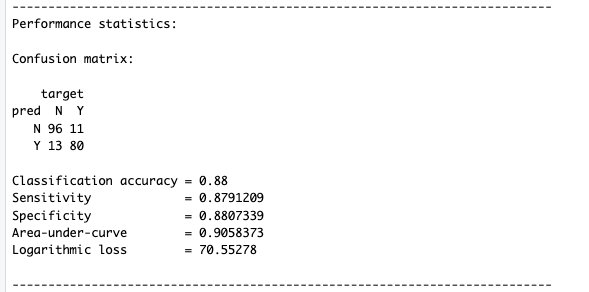 ------------------------------------------------------------------------
Performance statistics:
Confusion matrix:
    target
pred  N  Y
   N 96 11
   Y 13 80
Classification accuracy = 0.88
Sensitivity             = 0.8791209
Specificity             = 0.8807339
Area-under-curve        = 0.9058373
Logarithmic loss        = 70.55278
------------------------------------------------------------------------